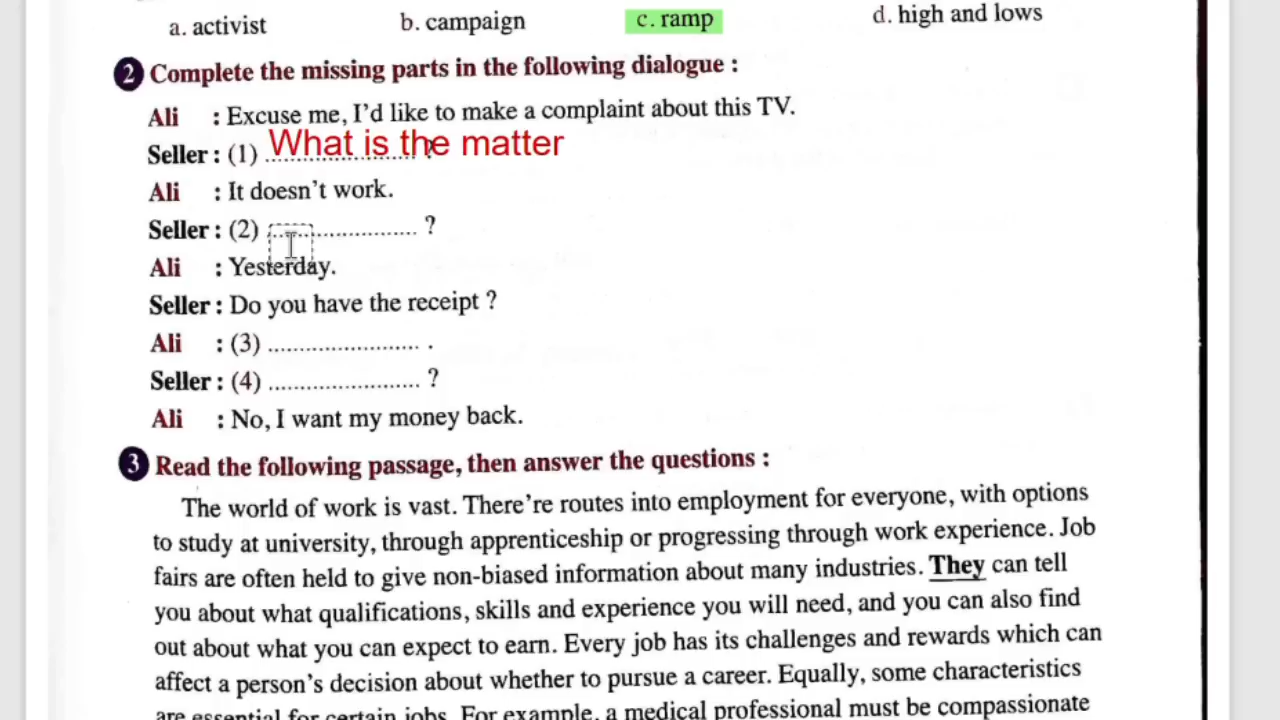 a. activist b. campaign c. ramp d. high and lows
2 Complete the missing parts in the following dialogue :
Ali : Excuse me, I'd like to make a complaint about this TV.
Seller : (1) What is the matter ?
Ali : It doesn't work.
Seller : (2) ........................ ?
Ali : Yesterday.
Seller : Do you have the receipt ?
Ali : (3) ........................ .
Seller : (4) ........................ ?
Ali : No, I want my money back.
3 Read the following passage, then answer the questions :
The world of work is vast. There're routes into employment for everyone, with options
to study at university, through apprenticeship or progressing through work experience. Job
fairs are often held to give non-biased information about many industries. They can tell
you about what qualifications, skills and experience you will need, and you can also find
out about what you can expect to earn. Every job has its challenges and rewards which can
affect a person's decision about whether to pursue a career. Equally, some characteristics
are essential for certain jobs. For example, a medical professional must be compassionate